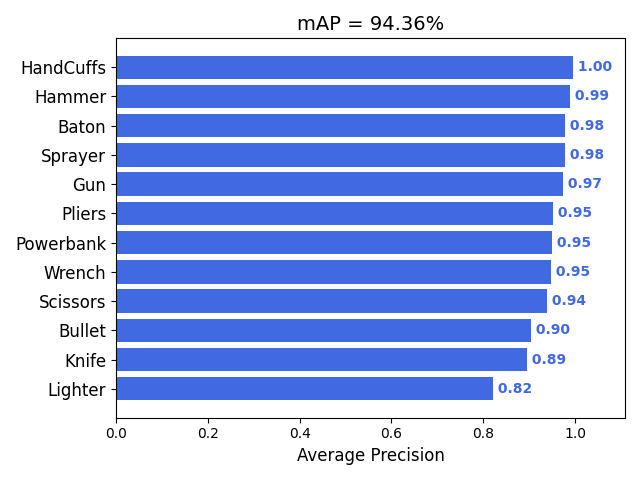 mAP = 94.36%
HandCuffs 1.00
Hammer 0.99
Baton 0.98
Sprayer 0.98
Gun 0.97
Pliers 0.95
Powerbank 0.95
Wrench 0.95
Scissors 0.94
Bullet 0.90
Knife 0.89
Lighter 0.82
0.0 0.2 0.4 0.6 0.8 1.0
Average Precision